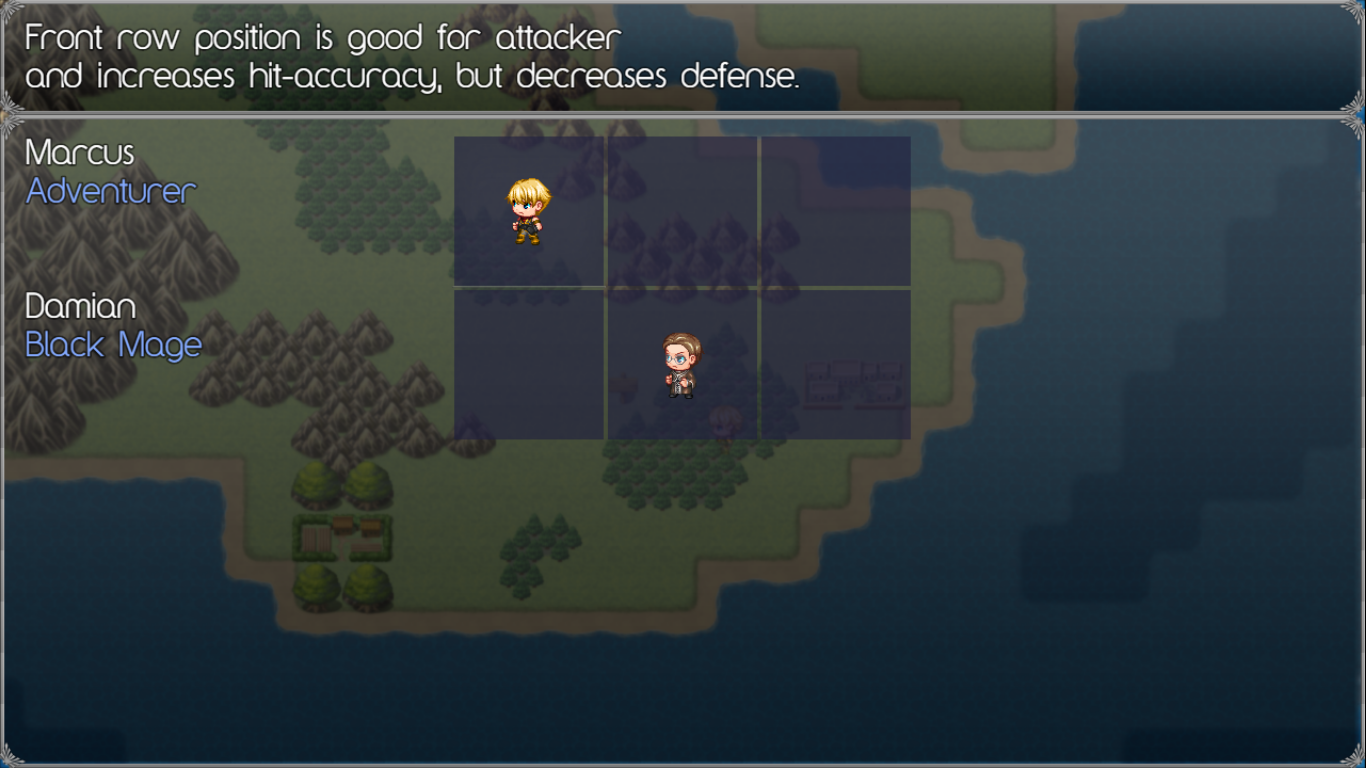 Front row position is good for attacker
and increases hit-accuracy, but decreases defense.
Marcus
Adventurer
Damian
Black Mage